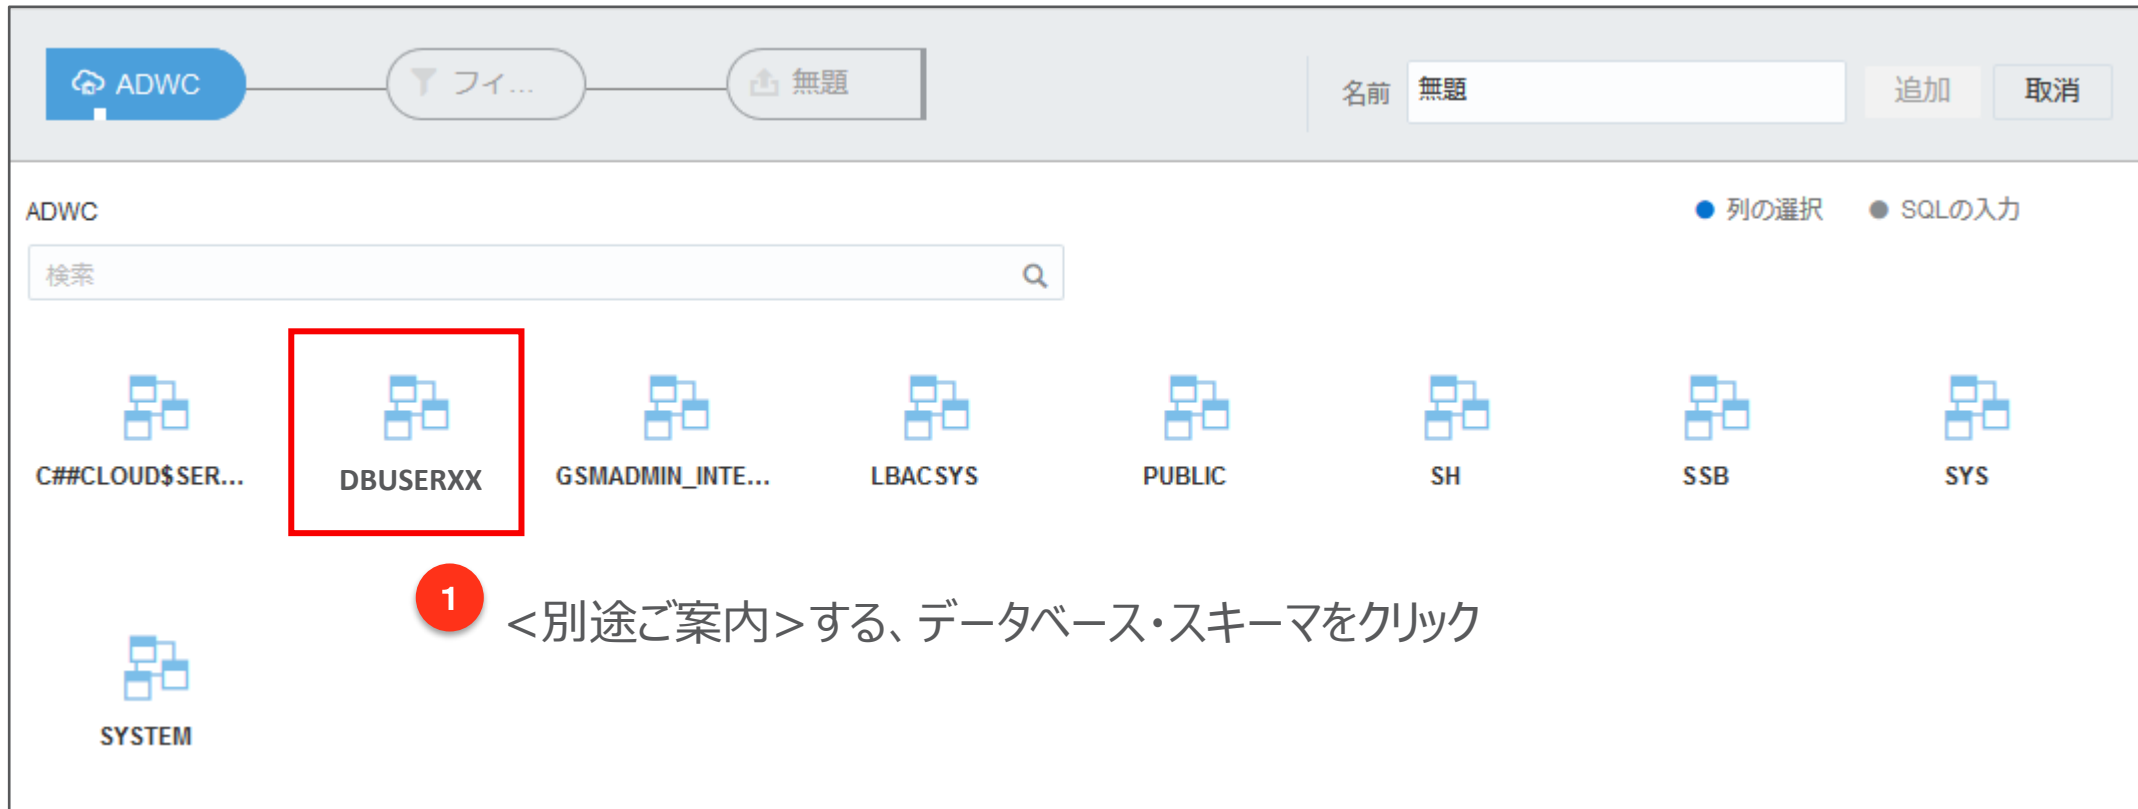 ADWC
フィ...
無題
名前
無題
追加
取消
ADWC
列の選択
SQLの入力
検索
C##CLOUD$SER...
DBUSERXX
GSMADMIN_INTE...
LBACSYS
PUBLIC
SH
SSB
SYS
1
<別途ご案内>する、データベース・スキーマをクリック
SYSTEM